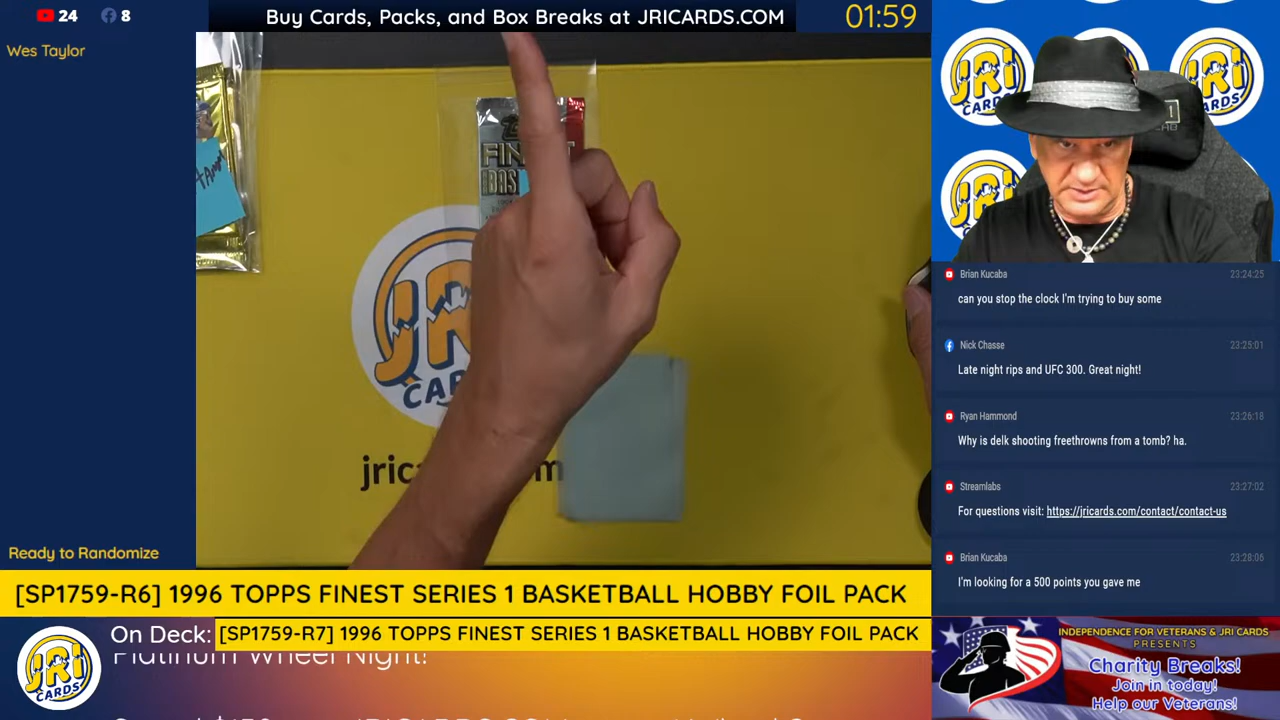 24 8
Buy Cards, Packs, and Box Breaks at JRICARDS.COM
01:59
Wes Taylor
JRI
CARDS
JRI
CARDS
Brian Kucaba 23:24:25
can you stop the clock I'm trying to buy some
Nick Chasse 23:25:01
Late night rips and UFC 300. Great night!
Ryan Hammond 23:26:18
Why is delk shooting freethrowns from a tomb? ha.
Streamlabs 23:27:02
For questions visit: https://jricards.com/contact/contact-us
Brian Kucaba 23:28:06
I'm looking for a 500 points you gave me
Ready to Randomize
[SP1759-R6] 1996 TOPPS FINEST SERIES 1 BASKETBALL HOBBY FOIL PACK
On Deck: [SP1759-R7] 1996 TOPPS FINEST SERIES 1 BASKETBALL HOBBY FOIL PACK
Platinum Wheel Night!
JRI
CARDS
INDEPENDENCE FOR VETERANS & JRI CARDS
PRESENTS
Charity Breaks!
Join in today!
Help our Veterans!